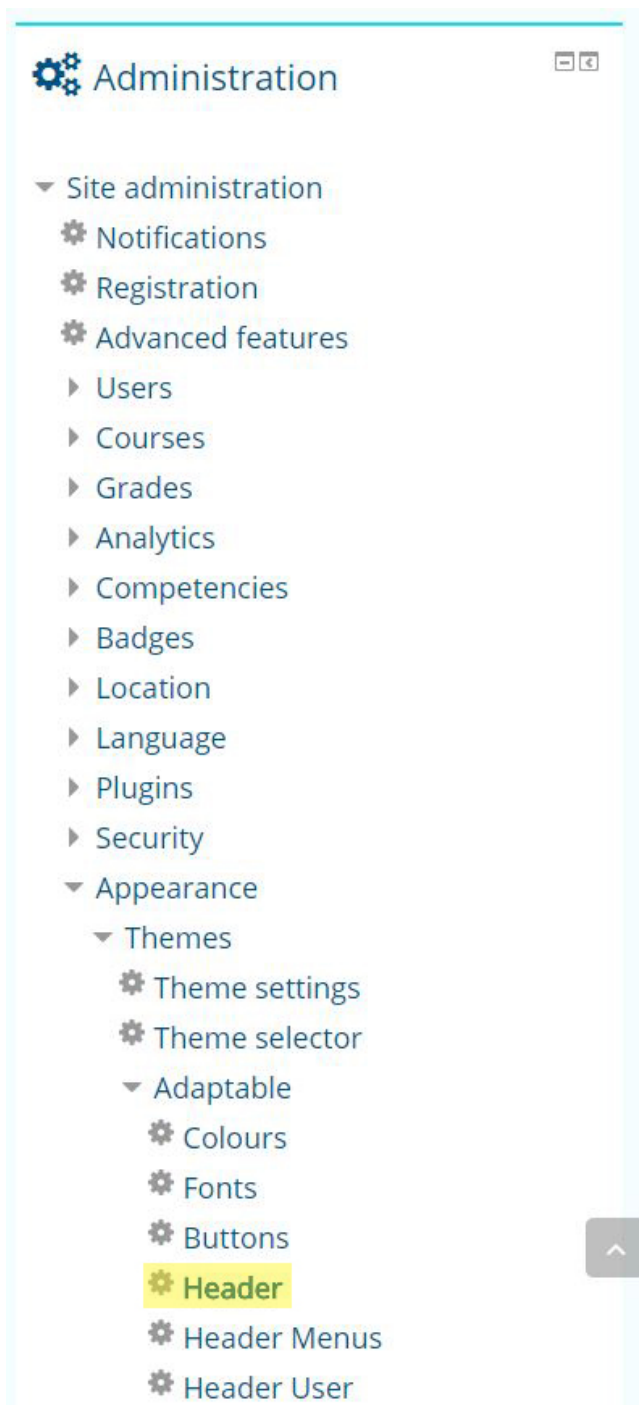 Administration
Site administration
Notifications
Registration
Advanced features
Users
Courses
Grades
Analytics
Competencies
Badges
Location
Language
Plugins
Security
Appearance
Themes
Theme settings
Theme selector
Adaptable
Colours
Fonts
Buttons
Header
Header Menus
Header User